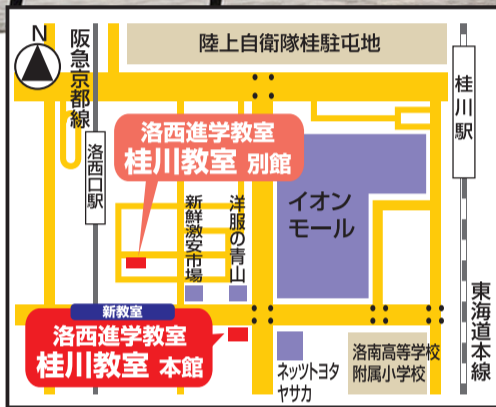 N
阪急京都線
陸上自衛隊桂駐屯地
桂川駅
洛西口駅
洛西進学教室
桂川教室 別館
イオン
モール
新鮮激安市場
洋服の青山
新教室
洛西進学教室
桂川教室 本館
ネッツトヨタ
ヤサカ
洛南高等学校
附属小学校
東海道本線